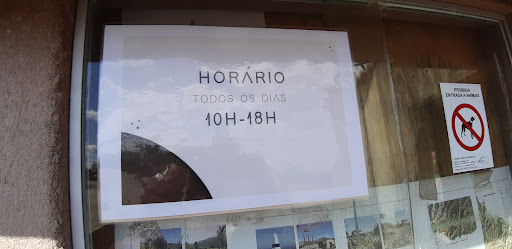 HORÁRIO
TODOS OS DIAS
10H-18H
PROIBIDA
ENTRADA A ANIMAIS